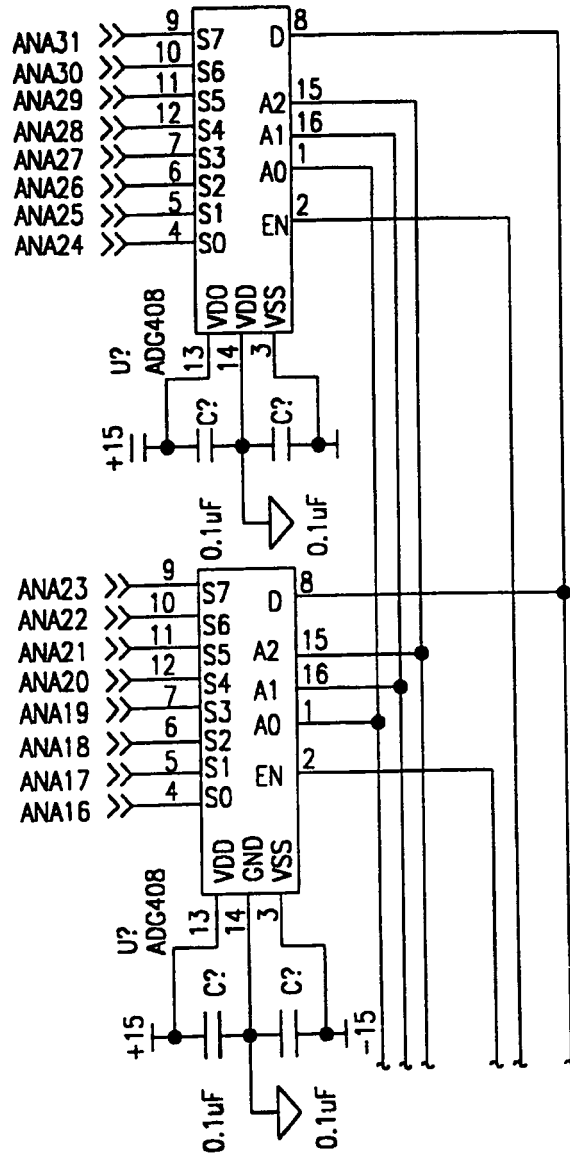 ANA31 9 S7 D 8
ANA30 10 S6
ANA29 11 S5 A2 15
ANA28 12 S4 A1 16
ANA27 7 S3 A0 1
ANA26 6 S2
ANA25 5 S1 EN 2
ANA24 4 S0
VDO VDD VSS
U? ADG408
13 14 3
C? C?
+15
0.1uF 0.1uF
ANA23 9 S7 D 8
ANA22 10 S6
ANA21 11 S5 A2 15
ANA20 12 S4 A1 16
ANA19 7 S3 A0 1
ANA18 6 S2
ANA17 5 S1 EN 2
ANA16 4 S0
VDD GND VSS
U? ADG408
13 14 3
C? C?
+15 -15
0.1uF 0.1uF